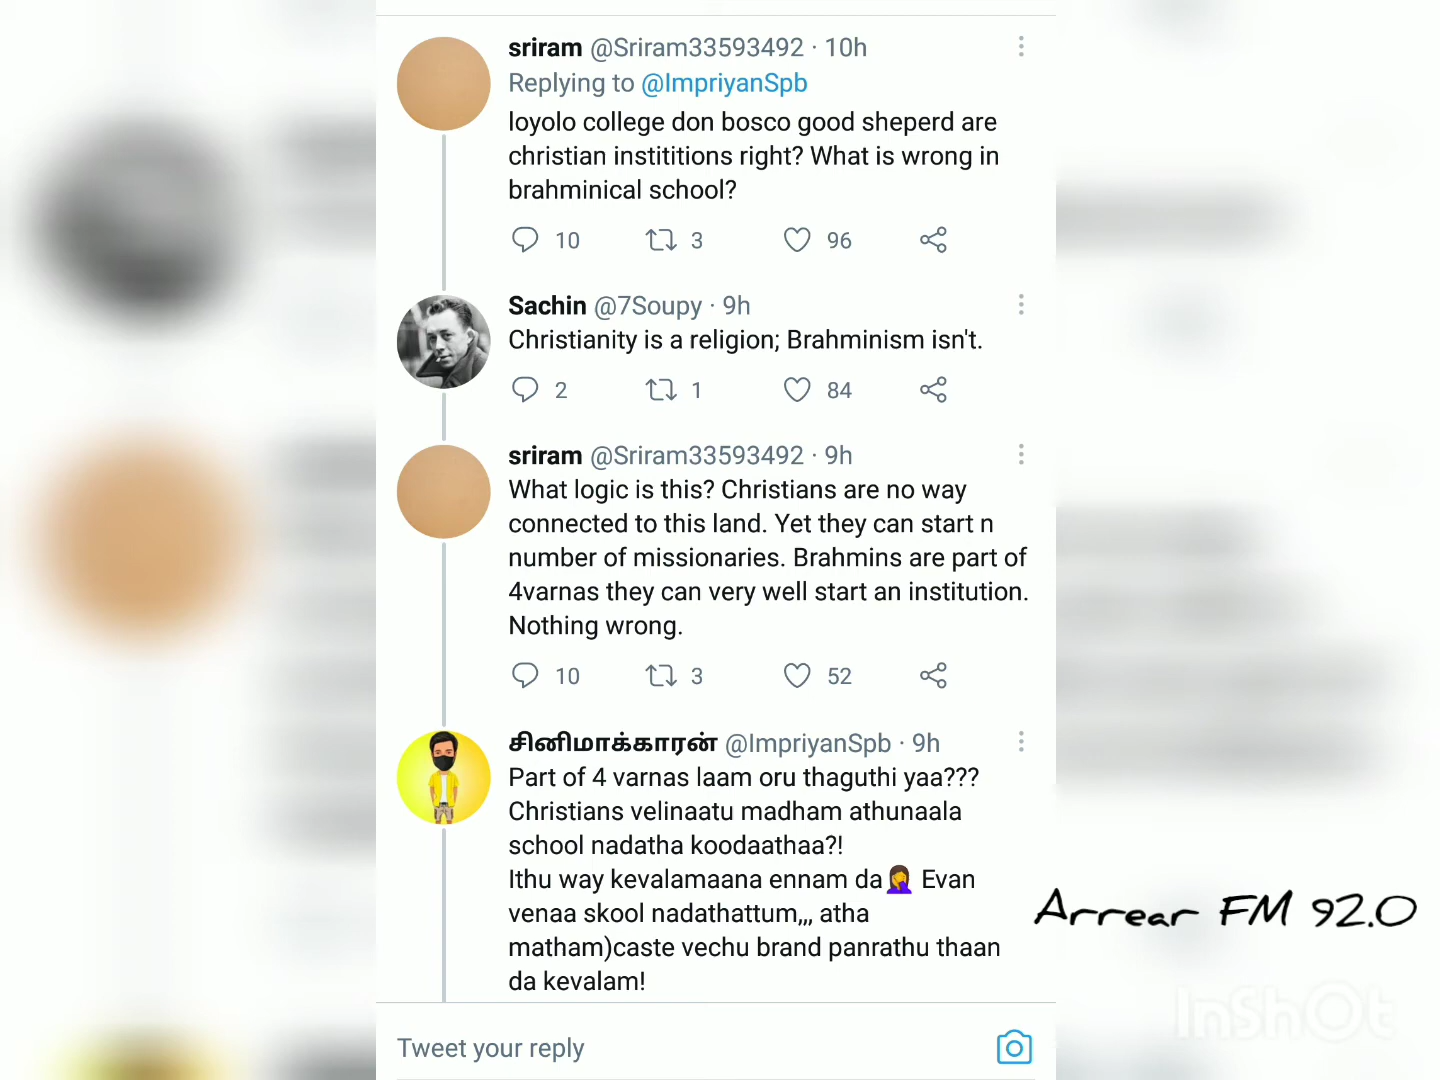 sriram @Sriram33593492 · 10h
Replying to @ImpriyanSpb
loyolo college don bosco good sheperd are
christian instititions right? What is wrong in
brahminical school?
10 3 96
Sachin @7Soupy · 9h
Christianity is a religion; Brahminism isn't.
2 1 84
sriram @Sriram33593492 · 9h
What logic is this? Christians are no way
connected to this land. Yet they can start n
number of missionaries. Brahmins are part of
4varnas they can very well start an institution.
Nothing wrong.
10 3 52
சினிமாக்காரன் @ImpriyanSpb · 9h
Part of 4 varnas laam oru thaguthi yaa???
Christians velinaatu madham athunaala
school nadatha koodaathaa?!
Ithu way kevalamaana ennam da🤦‍♀️ Evan
venaa skool nadathattum,,, atha
matham)caste vechu brand panrathu thaan
da kevalam!
Arrear FM 92.0
InShOt
Tweet your reply